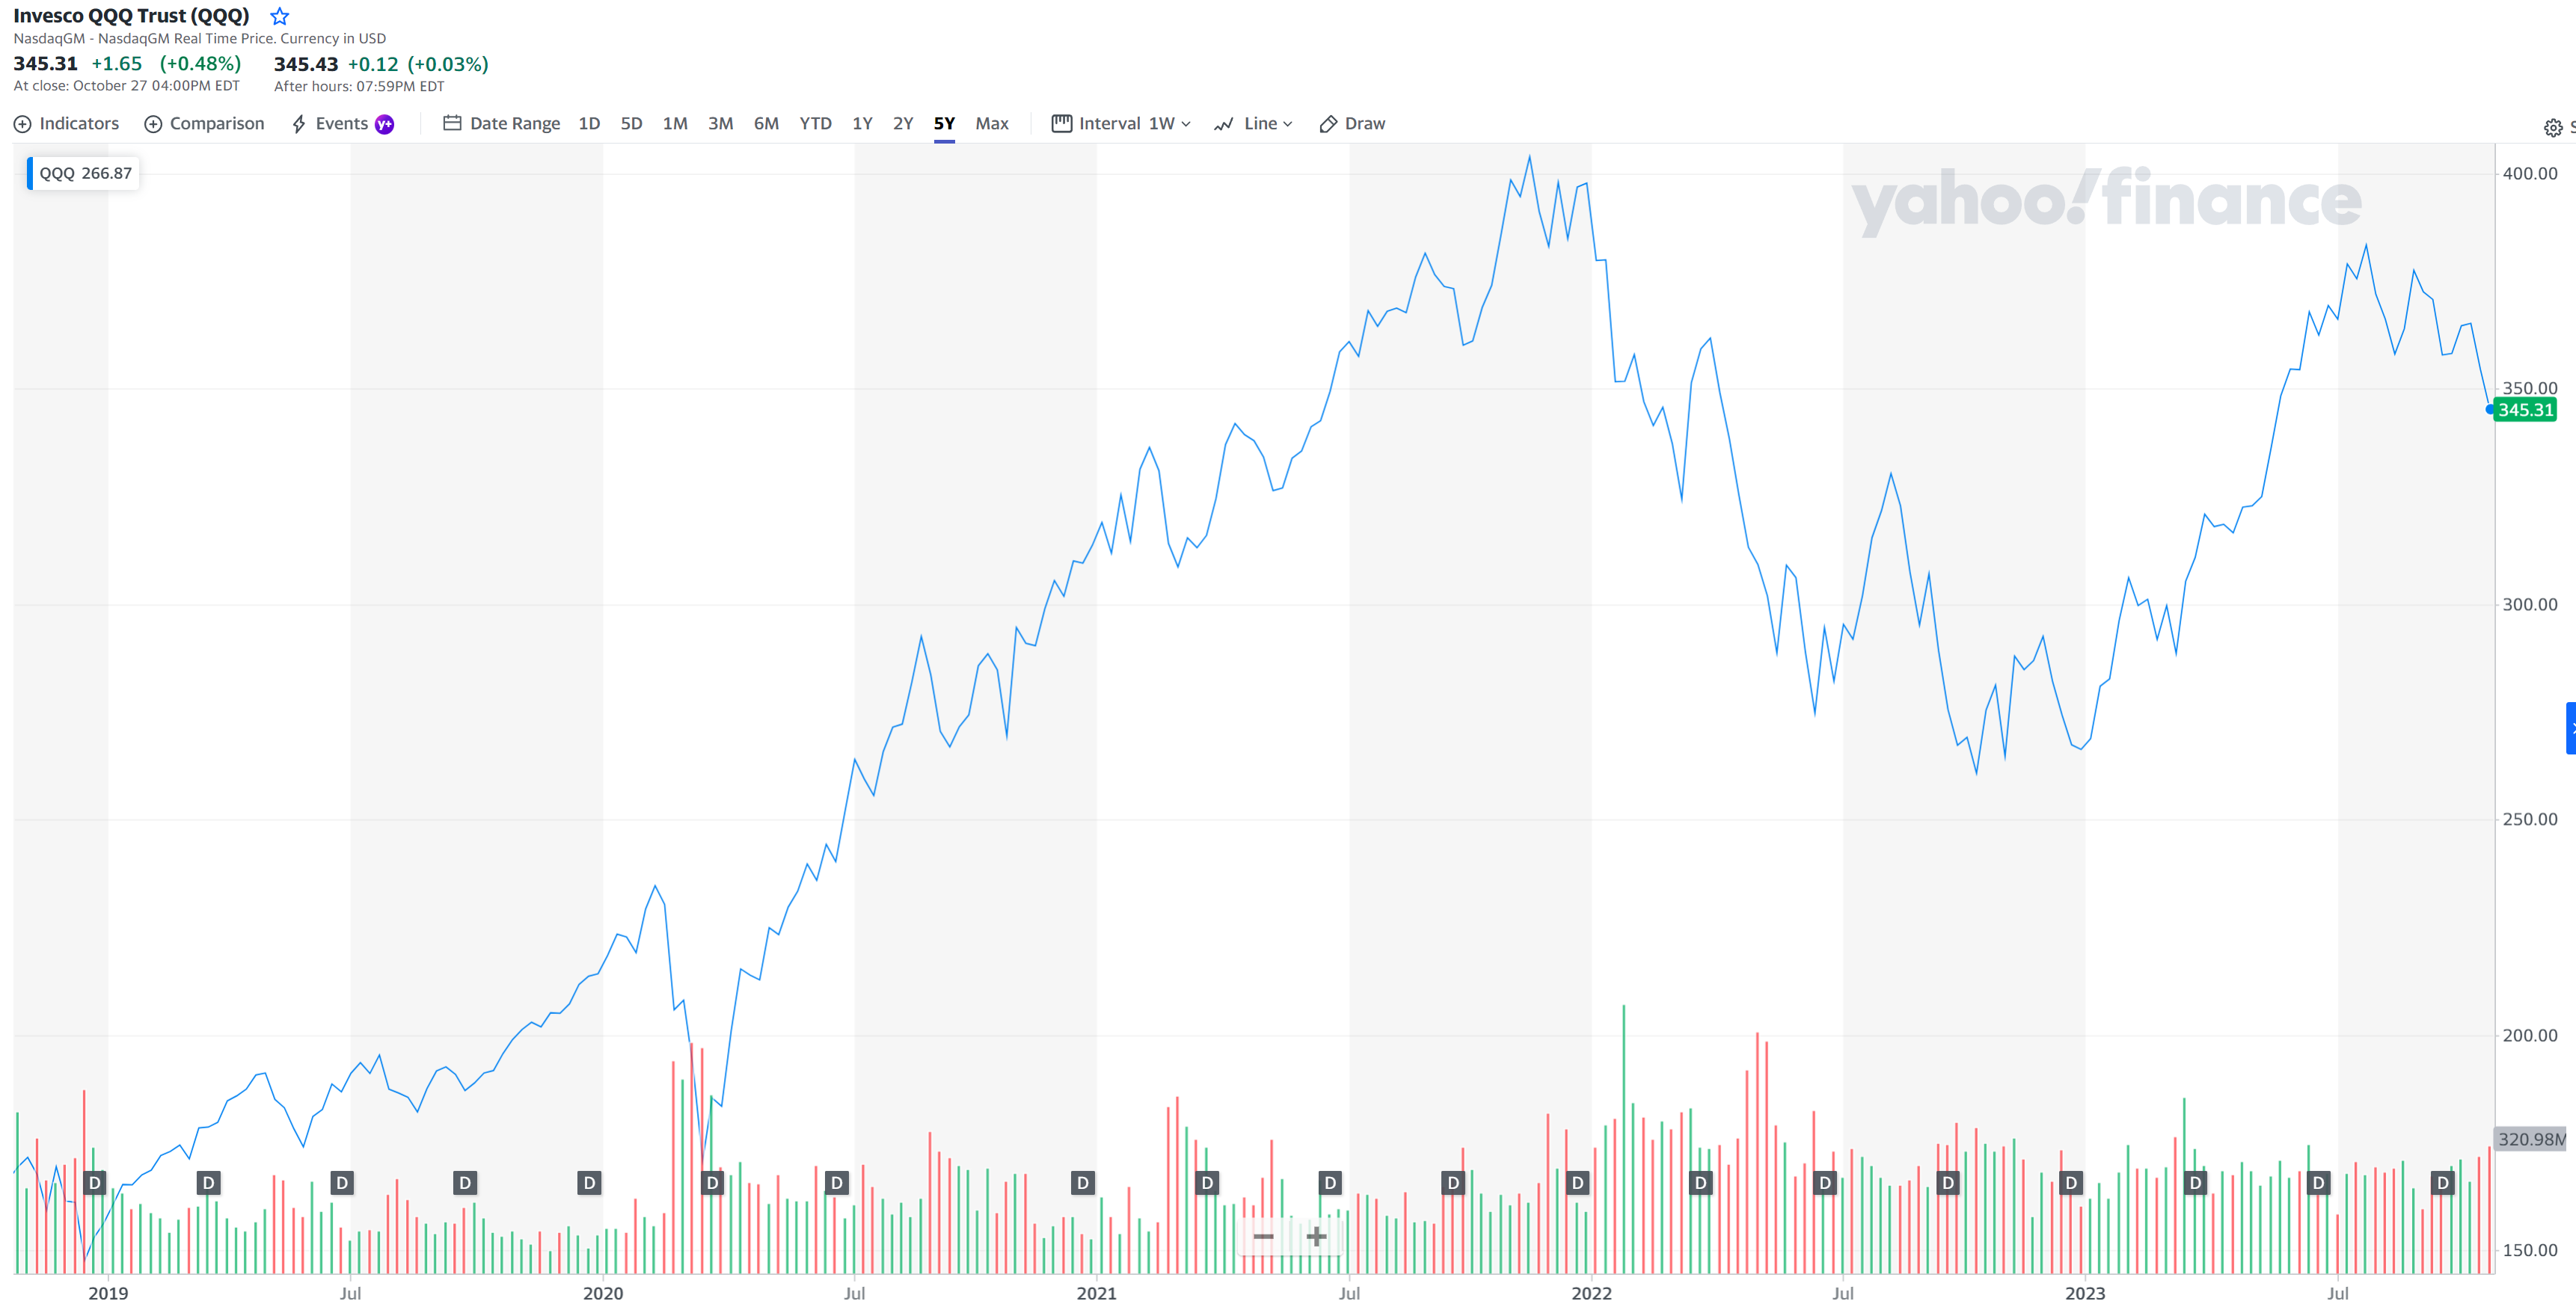 Invesco QQQ Trust (QQQ)
NasdaqGM - NasdaqGM Real Time Price. Currency in USD
345.31 +1.65 (+0.48%) 345.43 +0.12 (+0.03%)
At close: October 27 04:00PM EDT After hours: 07:59PM EDT
Indicators Comparison Events y+ Date Range 1D 5D 1M 3M 6M YTD 1Y 2Y 5Y Max Interval 1W Line Draw
QQQ 266.87
yahoo!finance
400.00
350.00
345.31
300.00
250.00
200.00
320.98M
D D D D D D D D D D D D D D D D D D D D
150.00
2019 Jul 2020 Jul 2021 Jul 2022 Jul 2023 Jul